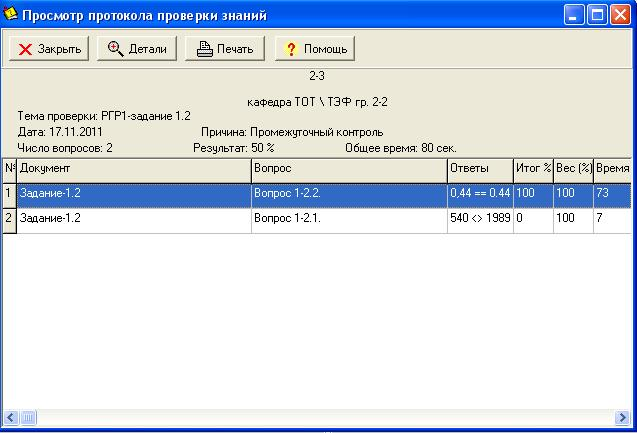 Просмотр протокола проверки знаний
Закрыть Детали Печать ? Помощь
2-3
кафедра ТОТ \ ТЭФ гр. 2-2
Тема проверки: РГР1-задание 1.2
Дата: 17.11.2011 Причина: Промежуточный контроль
Число вопросов: 2 Результат: 50 % Общее время: 80 сек.
№ Документ Вопрос Ответы Итог % Вес (%) Время
1 Задание-1.2 Вопрос 1-2.2. 0,44 == 0.44 100 100 73
2 Задание-1.2 Вопрос 1-2.1. 540 <> 1989 0 100 7